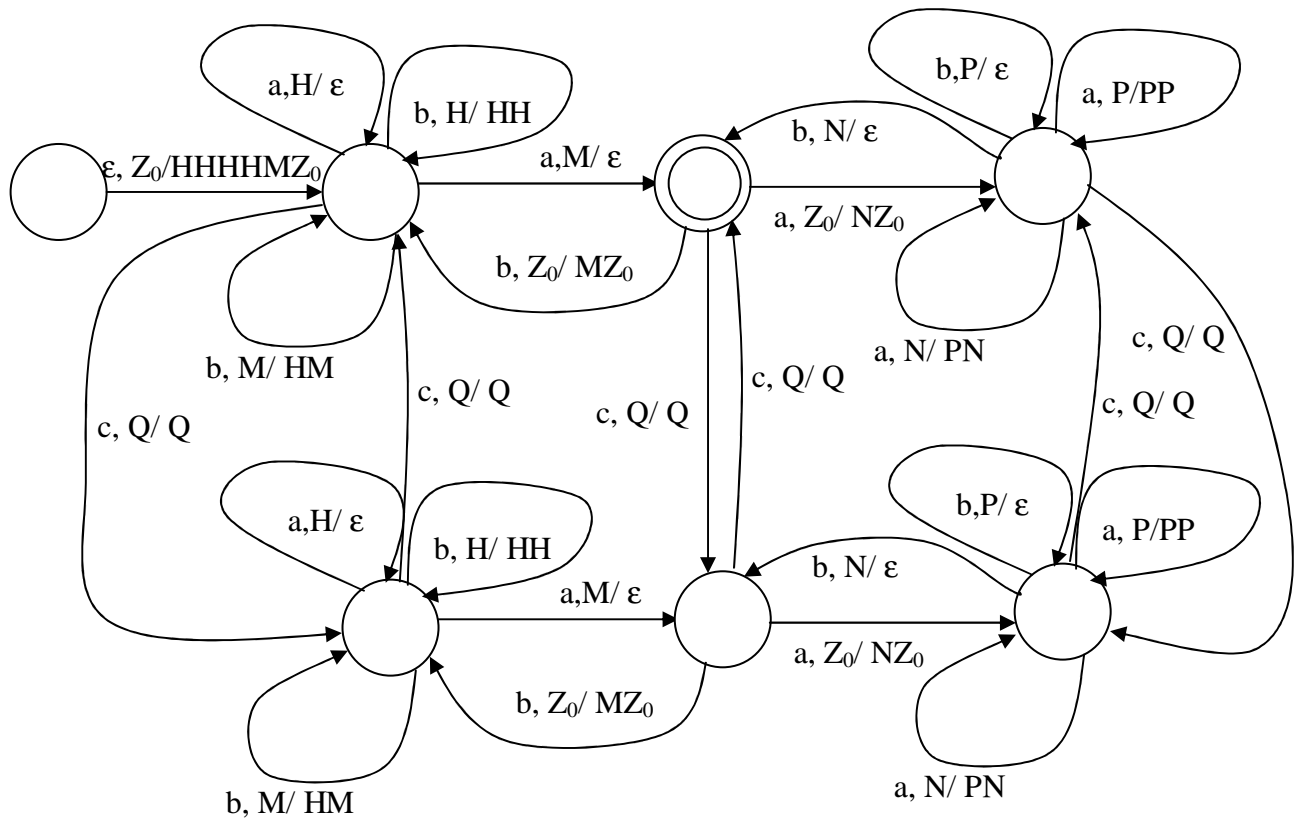 a,H/ ε
b, H/ HH
b,P/ ε
a, P/PP
ε, Z₀/HHHHMZ₀
a,M/ ε
b, N/ ε
a, Z₀/ NZ₀
b, Z₀/ MZ₀
b, M/ HM
a, N/ PN
c, Q/ Q
c, Q/ Q
c, Q/ Q
c, Q/ Q
c, Q/ Q
c, Q/ Q
a,H/ ε
b, H/ HH
b,P/ ε
a, P/PP
a,M/ ε
b, N/ ε
a, Z₀/ NZ₀
b, Z₀/ MZ₀
b, M/ HM
a, N/ PN